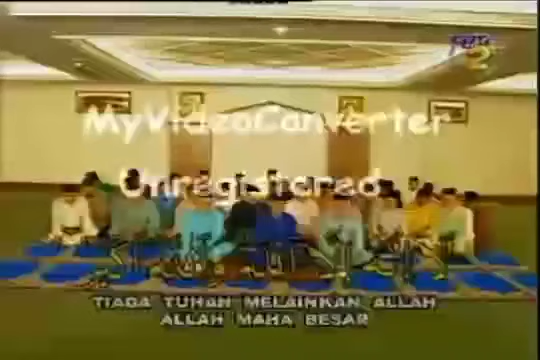 MyVideoConverter
Unregistered
TIADA TUHAN MELAINKAN ALLAH
ALLAH MAHA BESAR